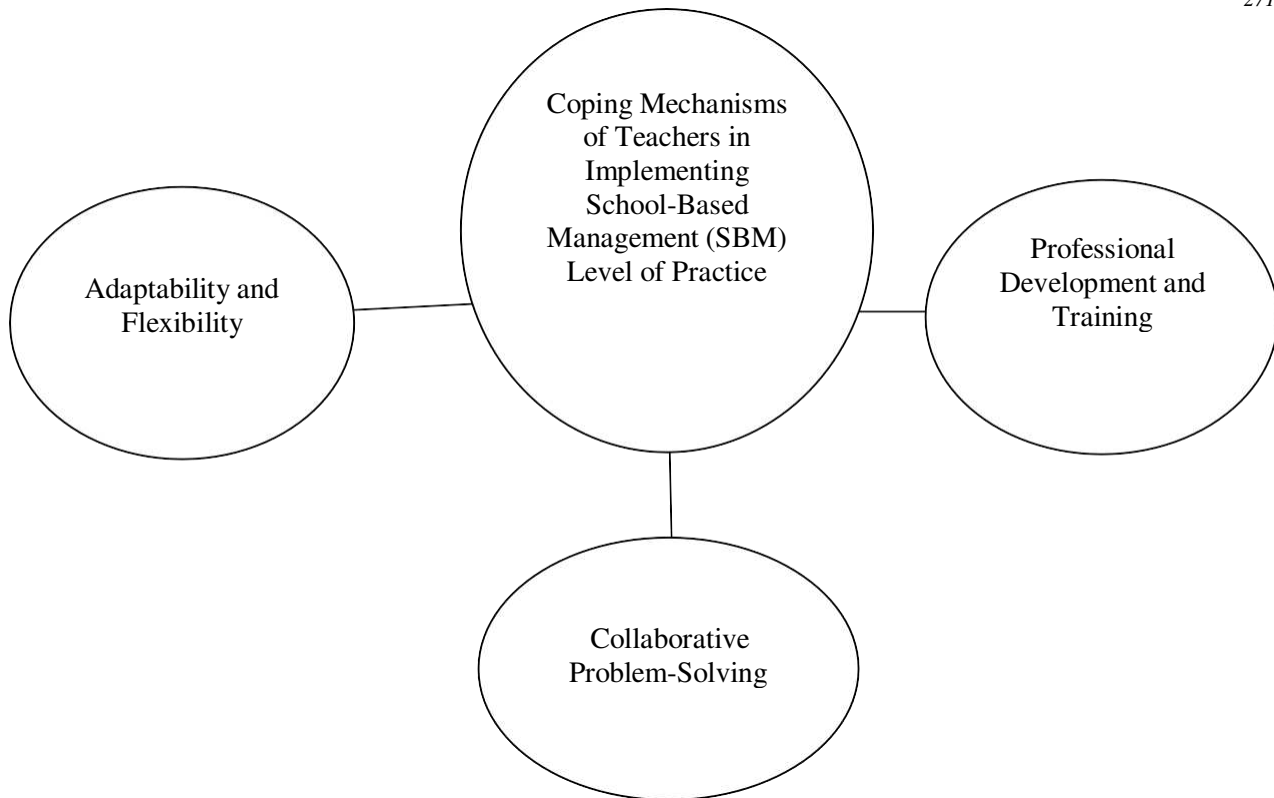 271
Coping Mechanisms
of Teachers in
Implementing
School-Based
Management (SBM)
Level of Practice
Adaptability and
Flexibility
Professional
Development and
Training
Collaborative
Problem-Solving